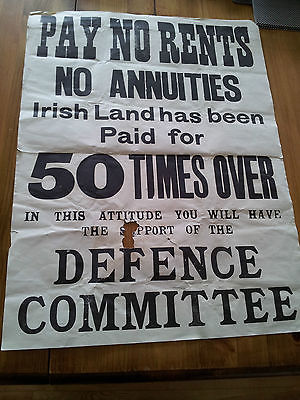 PAY NO RENTS
NO ANNUITIES
Irish Land has been
Paid for
50 TIMES OVER
IN THIS ATTITUDE YOU WILL HAVE
THE SUPPORT OF THE
DEFENCE
COMMITTEE